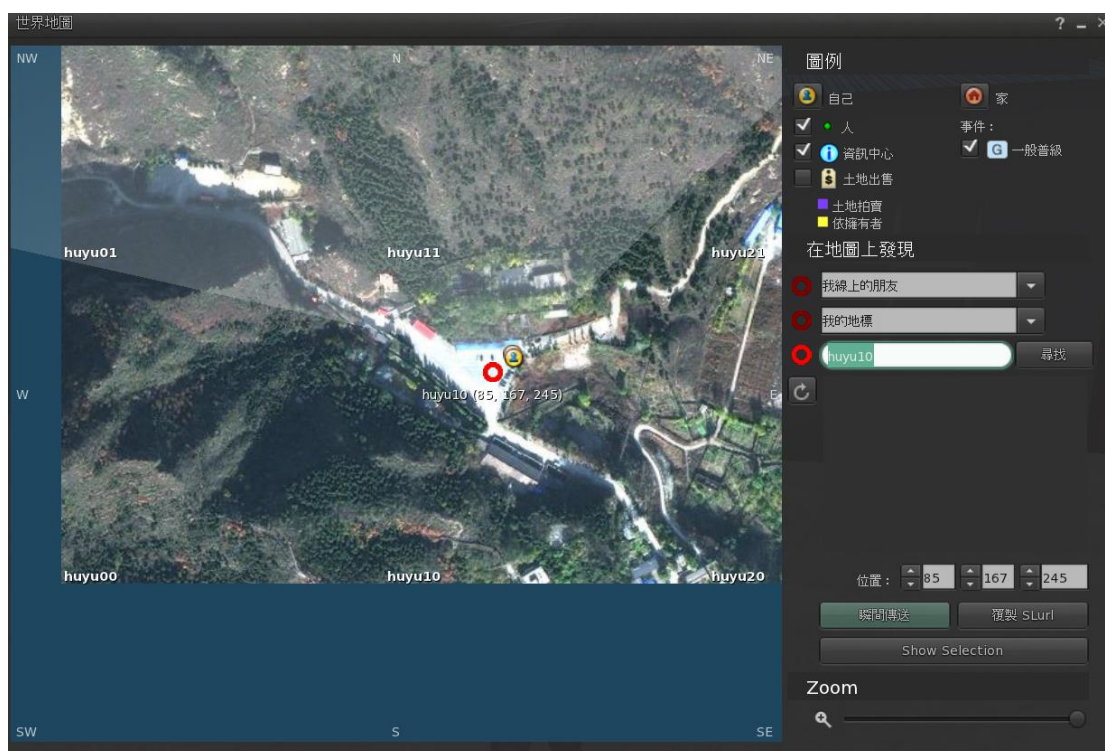 世界地圖
? _ ×
NW N NE
圖例
自己 家
人 事件：
資訊中心 G 一般普級
土地出售
土地拍賣
依擁有者
huyu01 huyu11 huyu21
在地圖上發現
我線上的朋友
我的地標
huyu10 尋找
W huyu10 (85, 167, 245) E
huyu00 huyu10 huyu20
位置： 85 167 245
瞬間傳送 覆製 SLurl
Show Selection
Zoom
SW S SE